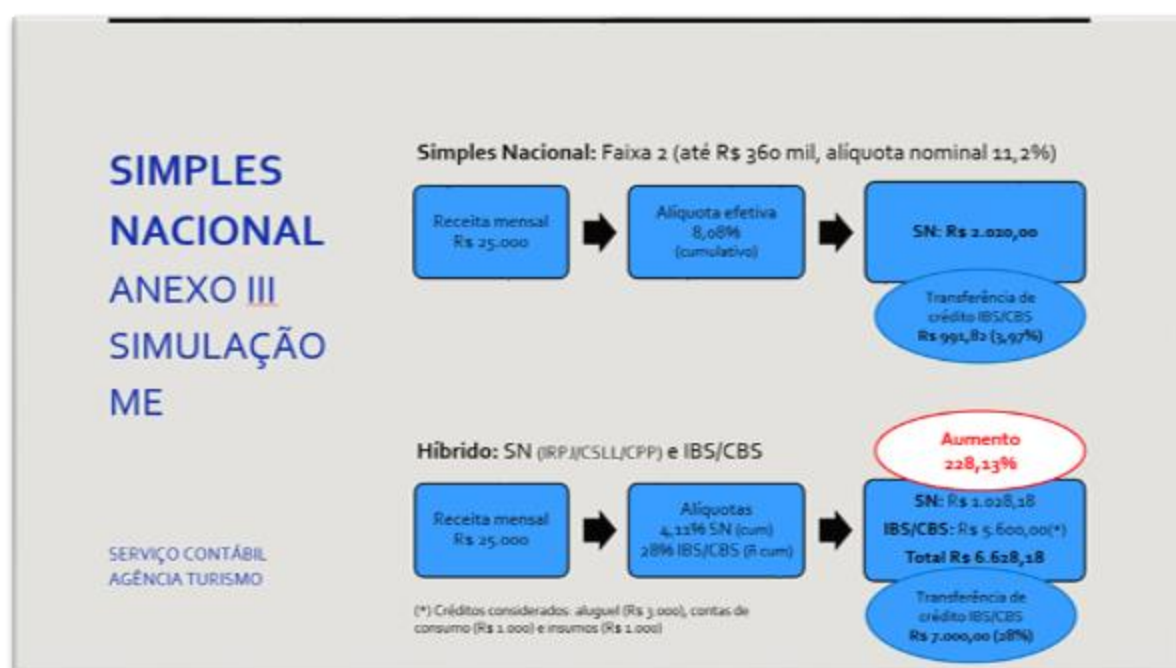 SIMPLES
NACIONAL
ANEXO III
SIMULAÇÃO
ME
SERVIÇO CONTÁBIL
AGÊNCIA TURISMO
Simples Nacional: Faixa 2 (até R$ 360 mil, alíquota nominal 11,2%)
Receita mensal
R$ 25.000
Alíquota efetiva
8,08%
(cumulativo)
SN: R$ 2.020,00
Transferência de
crédito IBS/CBS
R$ 991,82 (3,97%)
Híbrido: SN (IRPJ/CSLL/CPP) e IBS/CBS
Aumento
228,13%
Receita mensal
R$ 25.000
Alíquotas
4,11% SN (cum)
28% IBS/CBS (ñ cum)
SN: R$ 1.028,18
IBS/CBS: R$ 5.600,00(*)
Total R$ 6.628,18
Transferência de
crédito IBS/CBS
R$ 7.000,00 (28%)
(*) Créditos considerados: aluguel (R$ 3.000), contas de
consumo (R$ 1.000) e insumos (R$ 1.000)